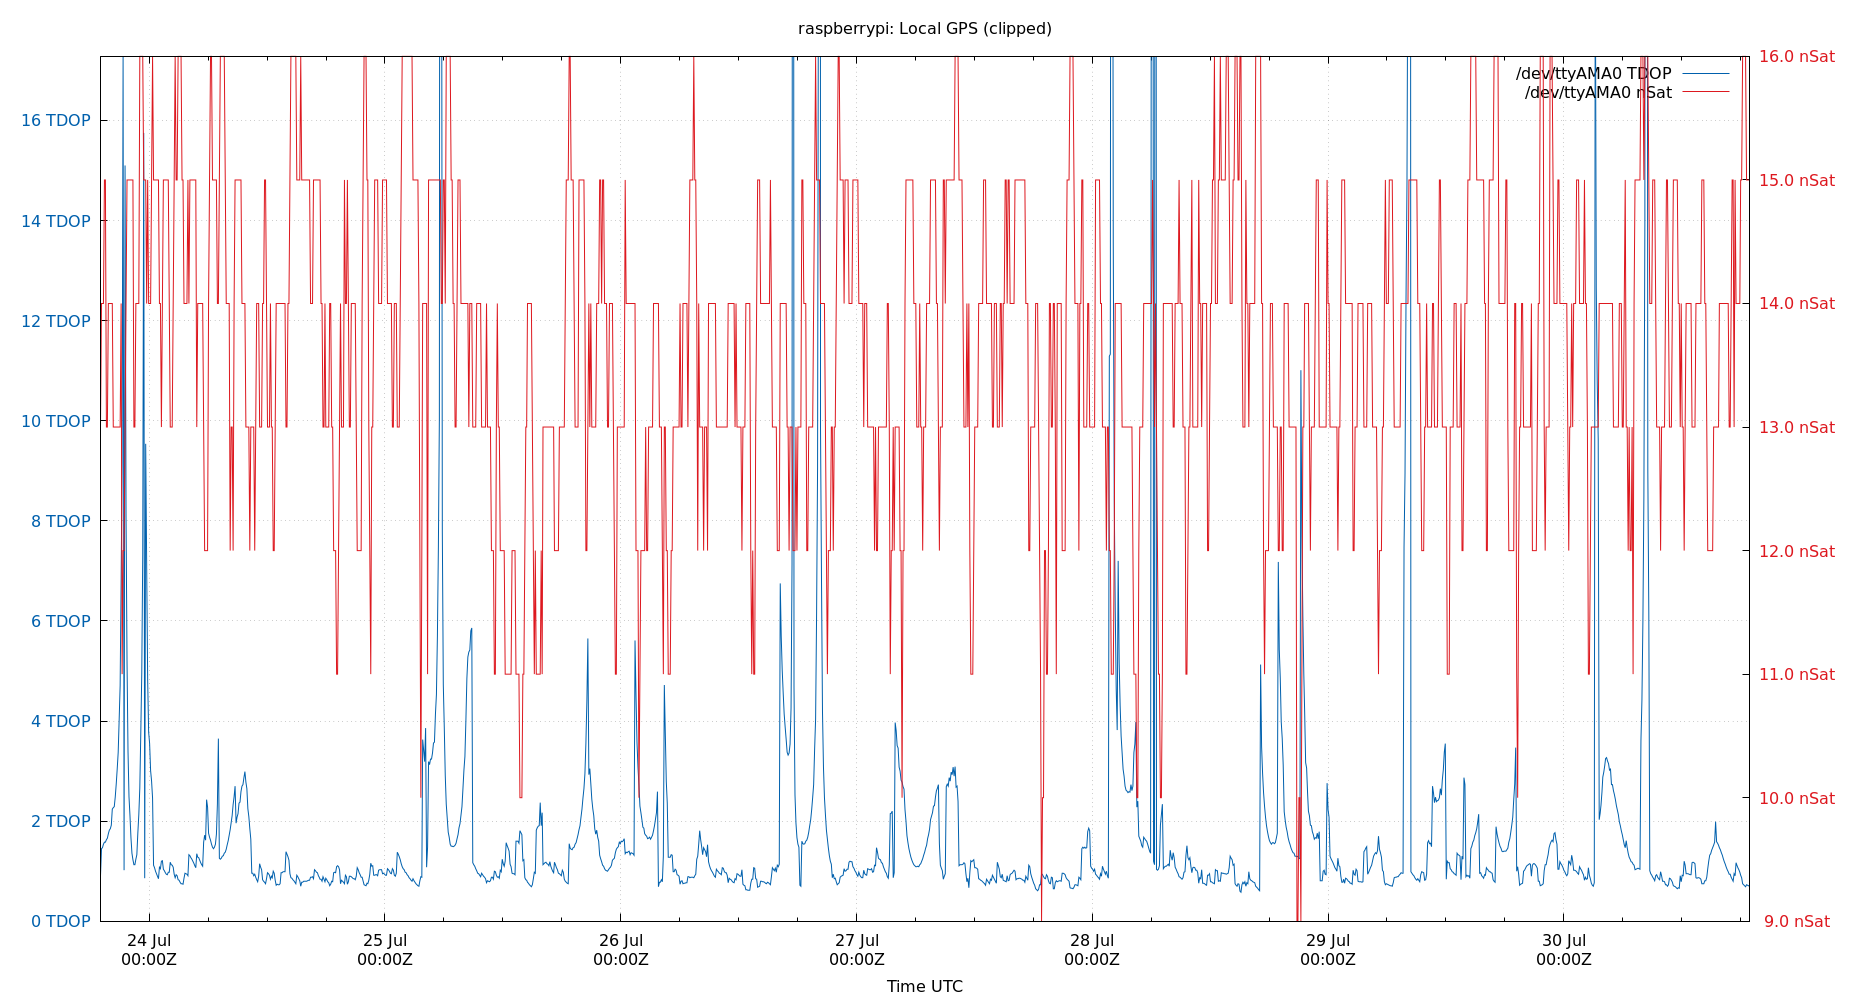 raspberrypi: Local GPS (clipped)
16.0 nSat
/dev/ttyAMA0 TDOP
/dev/ttyAMA0 nSat
16 TDOP
15.0 nSat
14 TDOP
14.0 nSat
12 TDOP
10 TDOP
13.0 nSat
8 TDOP
12.0 nSat
6 TDOP
11.0 nSat
4 TDOP
10.0 nSat
2 TDOP
0 TDOP
9.0 nSat
24 Jul 25 Jul 26 Jul 27 Jul 28 Jul 29 Jul 30 Jul
00:00Z 00:00Z 00:00Z 00:00Z 00:00Z 00:00Z 00:00Z
Time UTC